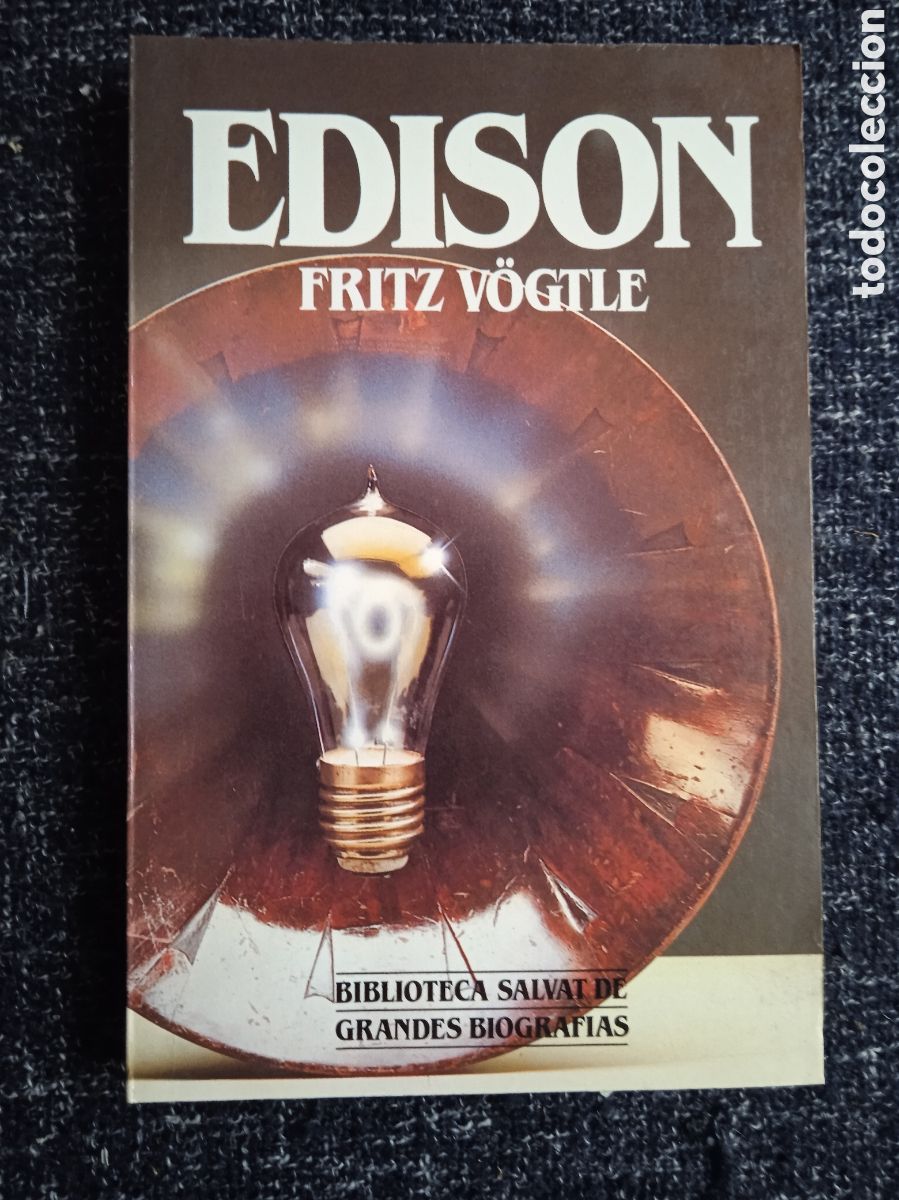 EDISON
FRITZ VÖGTLE
BIBLIOTECA SALVAT DE
GRANDES BIOGRAFIAS
todocoleccion